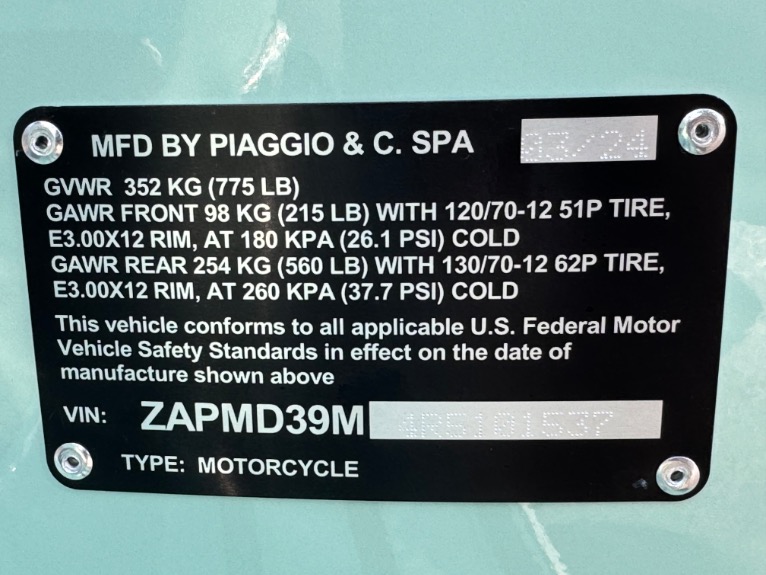 MFD BY PIAGGIO & C. SPA 03/24
GVWR 352 KG (775 LB)
GAWR FRONT 98 KG (215 LB) WITH 120/70-12 51P TIRE,
E3.00X12 RIM, AT 180 KPA (26.1 PSI) COLD
GAWR REAR 254 KG (560 LB) WITH 130/70-12 62P TIRE,
E3.00X12 RIM, AT 260 KPA (37.7 PSI) COLD
This vehicle conforms to all applicable U.S. Federal Motor
Vehicle Safety Standards in effect on the date of
manufacture shown above
VIN: ZAPMD39M4R5101537
TYPE: MOTORCYCLE